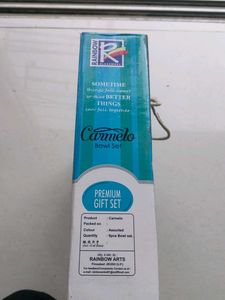 RAINBOW
R
SOMETIME
things fall apart
so that BETTER
THINGS
can fall together
Carmelo
Bowl Set
PREMIUM
GIFT SET
Product : Carmelo
Packed on :
Colour : Assorted
Quantity : 6pcs Bowl set
M. R. P. ₹
RAINBOW ARTS